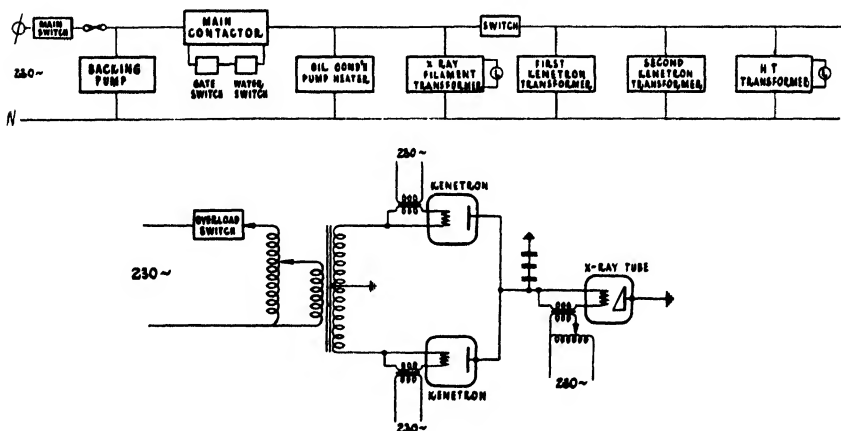 MAIN
SWITCH
230~
BACKING
PUMP
MAIN
CONTACTOR
GATE
SWITCH
WATER
SWITCH
OIL COND'N
PUMP HEATER
X RAY
FILAMENT
TRANSFORMER
SWITCH
FIRST
KENETRON
TRANSFORMER
SECOND
KENETRON
TRANSFORMER
H T
TRANSFORMER
N
230~
KENETRON
OVERLOAD
SWITCH
230~
X-RAY TUBE
230~
KENETRON
230~